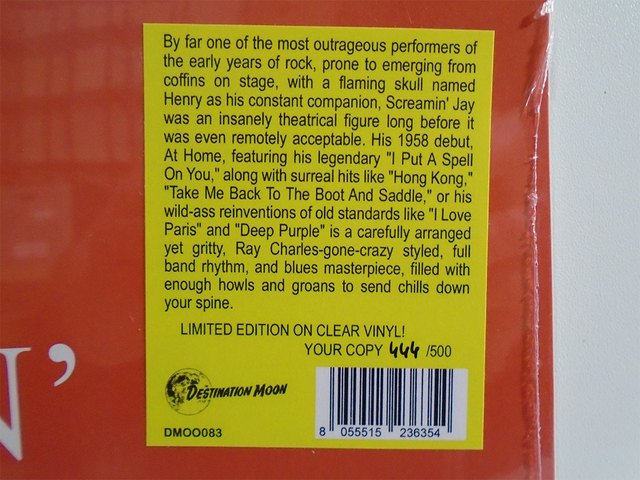 By far one of the most outrageous performers of
the early years of rock, prone to emerging from
coffins on stage, with a flaming skull named
Henry as his constant companion, Screamin' Jay
was an insanely theatrical figure long before it
was even remotely acceptable. His 1958 debut,
At Home, featuring his legendary "I Put A Spell
On You," along with surreal hits like "Hong Kong,"
"Take Me Back To The Boot And Saddle," or his
wild-ass reinventions of old standards like "I Love
Paris" and "Deep Purple" is a carefully arranged
yet gritty, Ray Charles-gone-crazy styled, full
band rhythm, and blues masterpiece, filled with
enough howls and groans to send chills down
your spine.
LIMITED EDITION ON CLEAR VINYL!
YOUR COPY 444 /500
N'
DESTINATION MOON
DMOO083
8 055515 236354